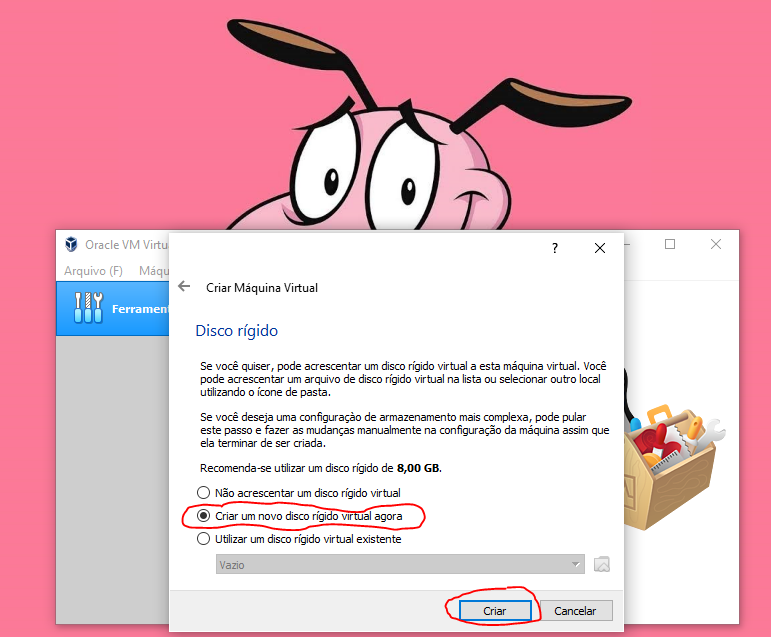 Oracle VM Virtu
Arquivo (F) Máqu
Ferrament
?
Criar Máquina Virtual
Disco rígido
Se você quiser, pode acrescentar um disco rígido virtual a esta máquina virtual. Você
pode acrescentar um arquivo de disco rígido virtual na lista ou selecionar outro local
utilizando o ícone de pasta.
Se você deseja uma configuração de armazenamento mais complexa, pode pular
este passo e fazer as mudanças manualmente na configuração da máquina assim que
ela terminar de ser criada.
Recomenda-se utilizar um disco rígido de 8,00 GB.
Não acrescentar um disco rígido virtual
Criar um novo disco rígido virtual agora
Utilizar um disco rígido virtual existente
Vazio
Criar Cancelar